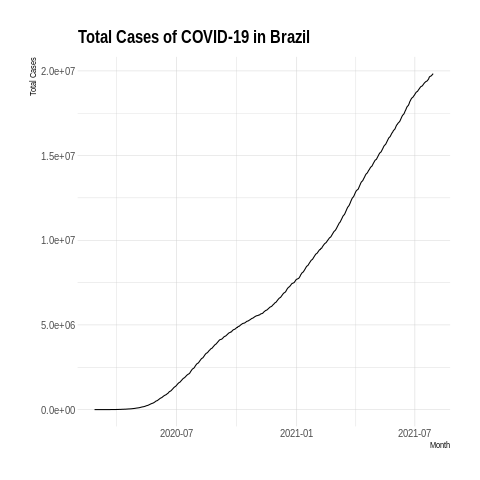 Total Cases of COVID-19 in Brazil
Total Cases
2.0e+07
1.5e+07
1.0e+07
5.0e+06
0.0e+00
2020-07
2021-01
2021-07
Month